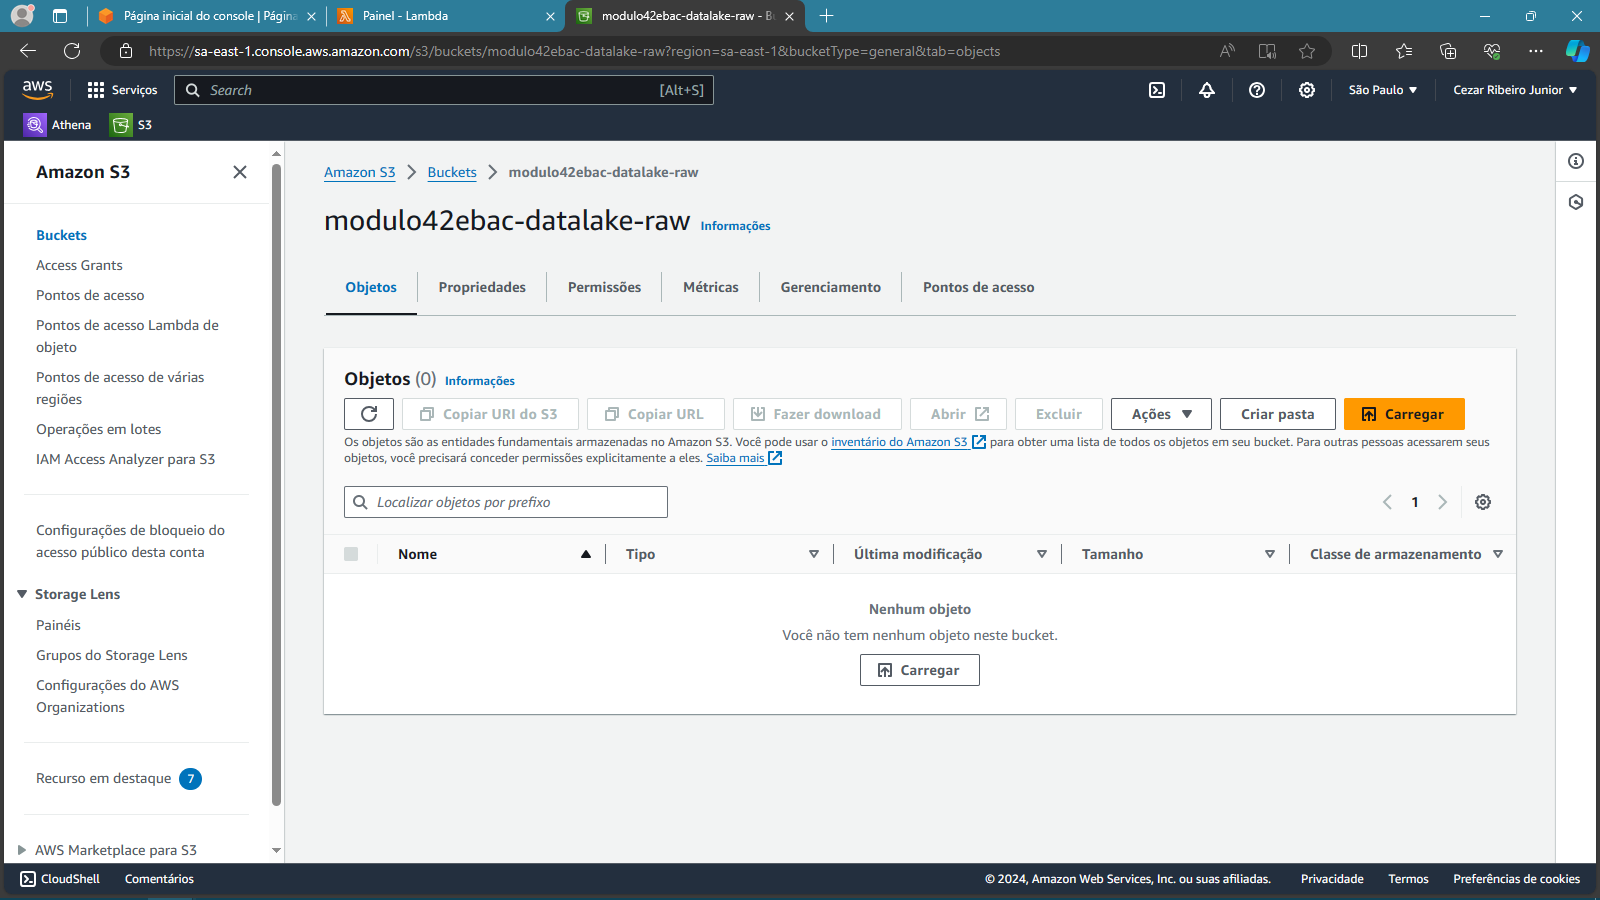 Página inicial do console | Página
Painel - Lambda
modulo42ebac-datalake-raw - Bu
https://sa-east-1.console.aws.amazon.com/s3/buckets/modulo42ebac-datalake-raw?region=sa-east-1&bucketType=general&tab=objects
aws
Serviços
Search
[Alt+S]
São Paulo
Cezar Ribeiro Junior
Athena
S3
Amazon S3
Buckets
Access Grants
Pontos de acesso
Pontos de acesso Lambda de
objeto
Pontos de acesso de várias
regiões
Operações em lotes
IAM Access Analyzer para S3
Configurações de bloqueio do
acesso público desta conta
Storage Lens
Painéis
Grupos do Storage Lens
Configurações do AWS
Organizations
Recurso em destaque 7
AWS Marketplace para S3
Amazon S3 > Buckets > modulo42ebac-datalake-raw
modulo42ebac-datalake-raw Informações
Objetos
Propriedades
Permissões
Métricas
Gerenciamento
Pontos de acesso
Objetos (0) Informações
Copiar URI do S3
Copiar URL
Fazer download
Abrir
Excluir
Ações
Criar pasta
Carregar
Os objetos são as entidades fundamentais armazenadas no Amazon S3. Você pode usar o inventário do Amazon S3 para obter uma lista de todos os objetos em seu bucket. Para outras pessoas acessarem seus
objetos, você precisará conceder permissões explicitamente a eles. Saiba mais
Localizar objetos por prefixo
1
Nome
Tipo
Última modificação
Tamanho
Classe de armazenamento
Nenhum objeto
Você não tem nenhum objeto neste bucket.
Carregar
CloudShell
Comentários
© 2024, Amazon Web Services, Inc. ou suas afiliadas.
Privacidade
Termos
Preferências de cookies